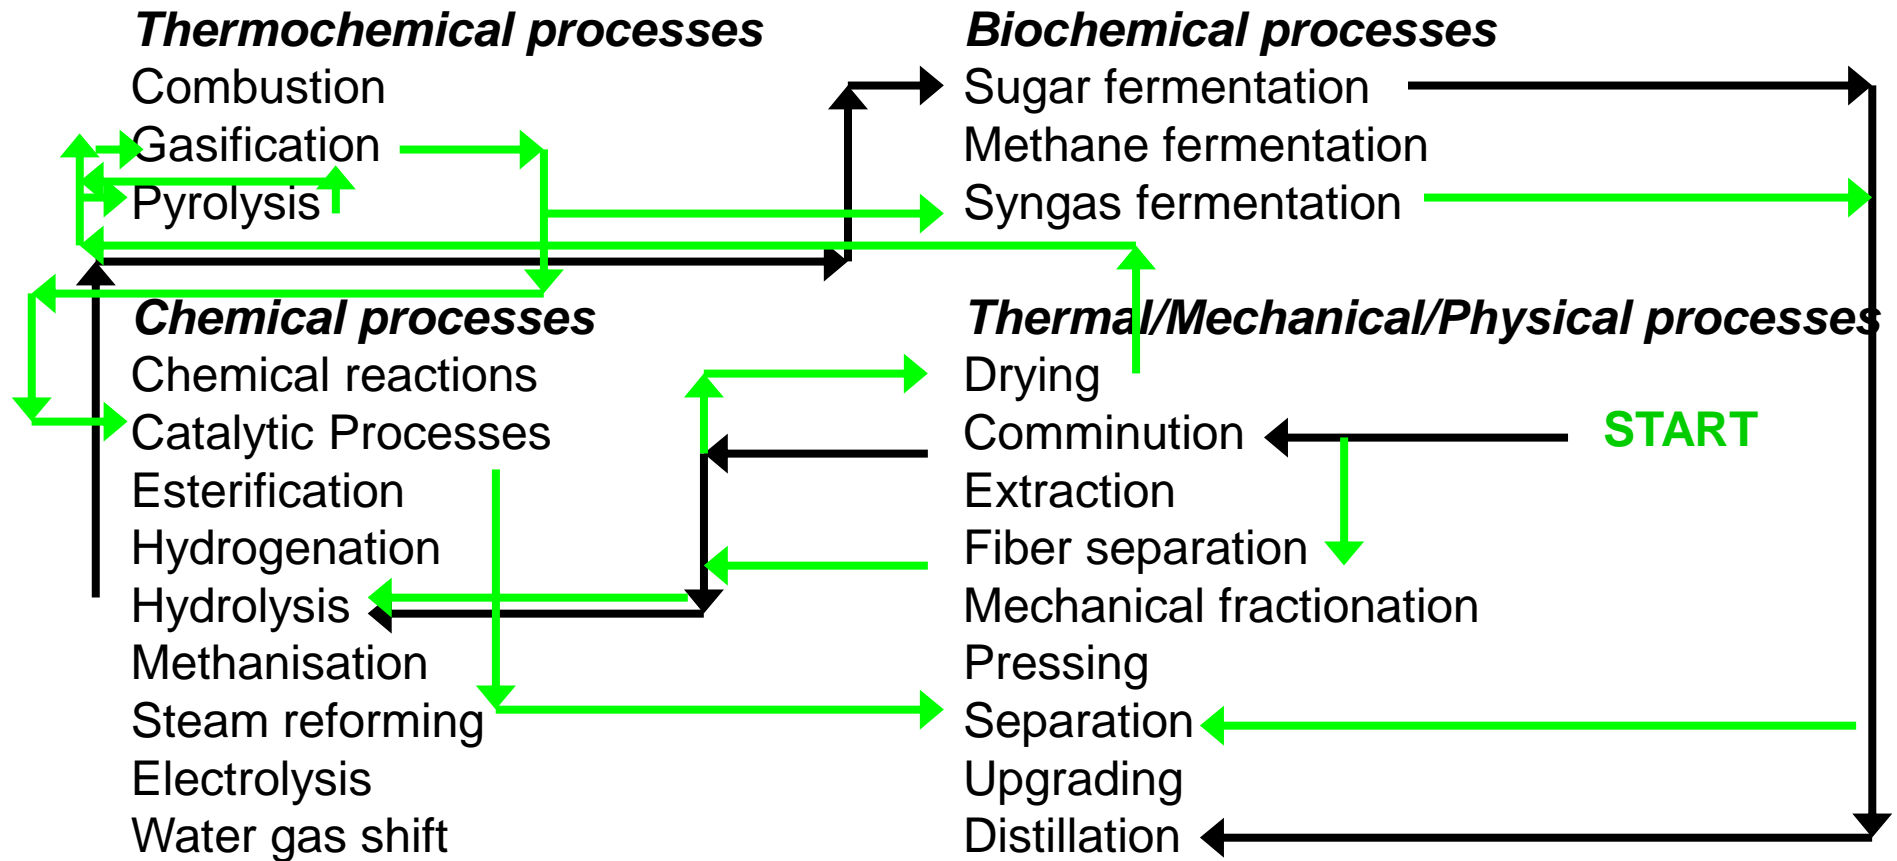 Thermochemical processes
Combustion
Gasification
Pyrolysis
Biochemical processes
Sugar fermentation
Methane fermentation
Syngas fermentation
Chemical processes
Chemical reactions
Catalytic Processes
Esterification
Hydrogenation
Hydrolysis
Methanisation
Steam reforming
Electrolysis
Water gas shift
Thermal/Mechanical/Physical processes
Drying
Comminution
START
Extraction
Fiber separation
Mechanical fractionation
Pressing
Separation
Upgrading
Distillation